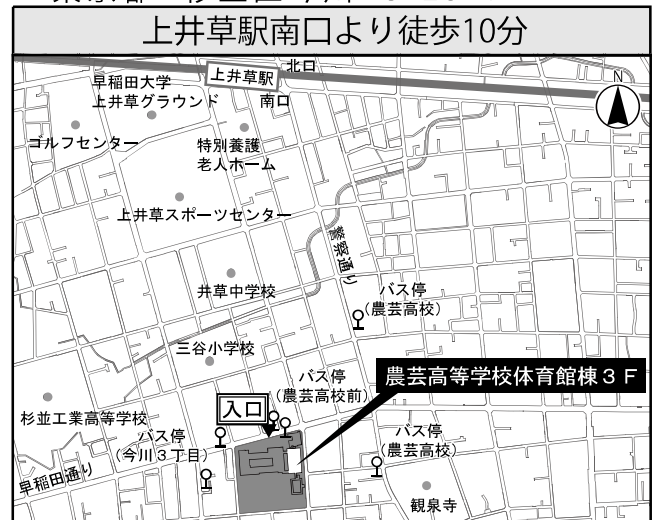 上井草駅南口より徒歩10分
北口
上井草駅
南口
早稲田大学
上井草グラウンド
N
ゴルフセンター
特別養護
老人ホーム
上井草スポーツセンター
警察通り
井草中学校
バス停
(農芸高校)
三谷小学校
バス停
(農芸高校前)
農芸高等学校体育館棟3F
入口
杉並工業高等学校
バス停
(今川3丁目)
バス停
(農芸高校)
早稲田通り
観泉寺